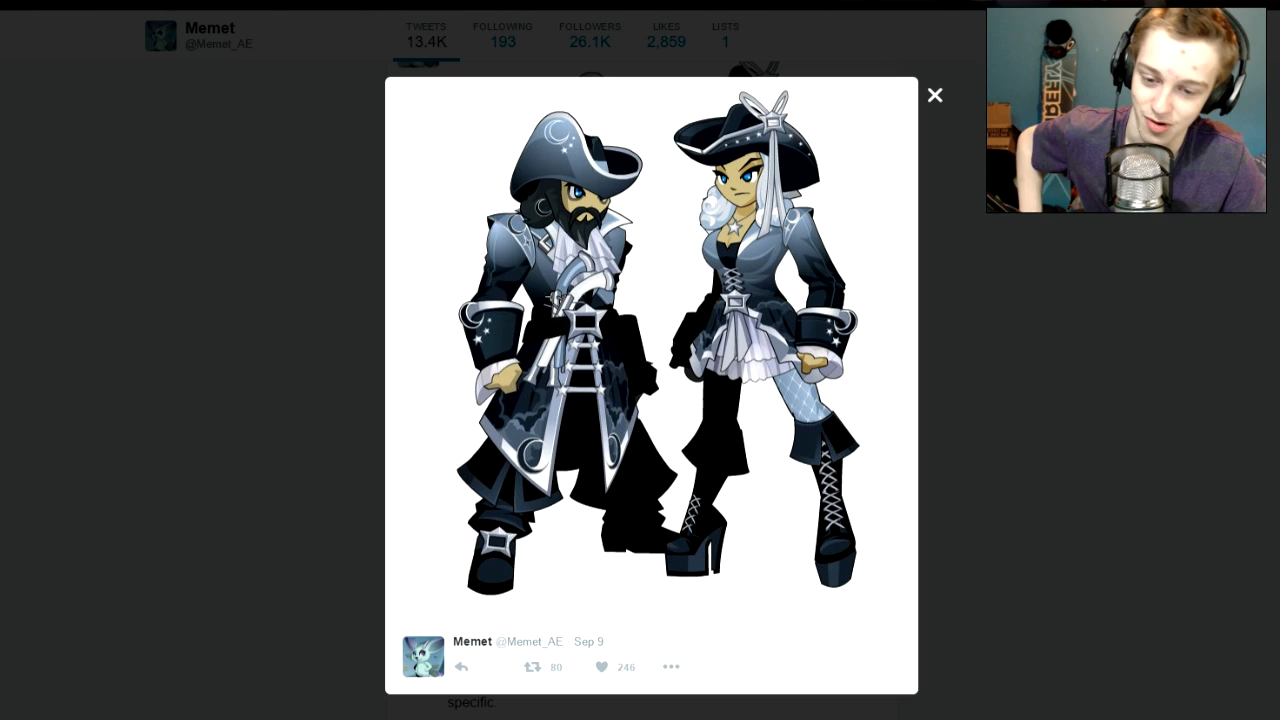 Memet
@Memet_AE
TWEETS FOLLOWING FOLLOWERS LIKES LISTS
13.4K 193 26.1K 2,859 1
Memet @Memet_AE Sep 9
80 246
specific.